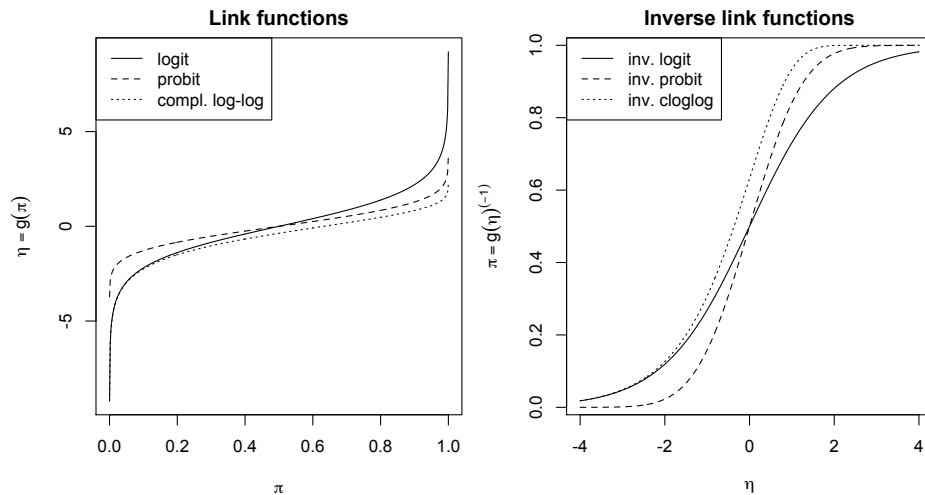 Link functions
logit
probit
compl. log-log
η = g(π)
5
0
-5
0.0 0.2 0.4 0.6 0.8 1.0
π
Inverse link functions
inv. logit
inv. probit
inv. cloglog
π = g(η)^(−1)
1.0
0.8
0.6
0.4
0.2
0.0
-4 -2 0 2 4
η